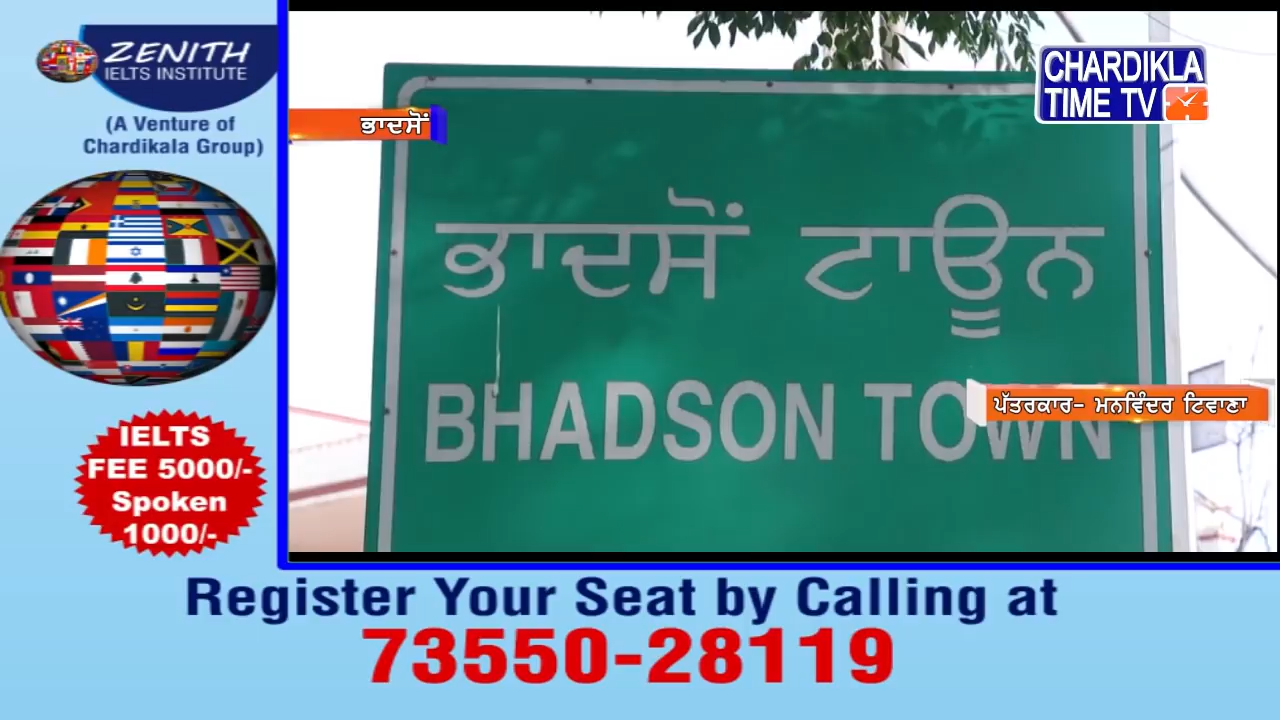 ZENITH
IELTS INSTITUTE
(A Venture of
Chardikala Group)
IELTS
FEE 5000/-
Spoken
1000/-
ਭਾਦਸੋਂ
CHARDIKLA
TIME TV
ਭਾਦਸੋਂ ਟਾਊਨ
BHADSON TOWN
ਪੱਤਰਕਾਰ- ਮਨਵਿੰਦਰ ਟਿਵਾਣਾ
Register Your Seat by Calling at
73550-28119